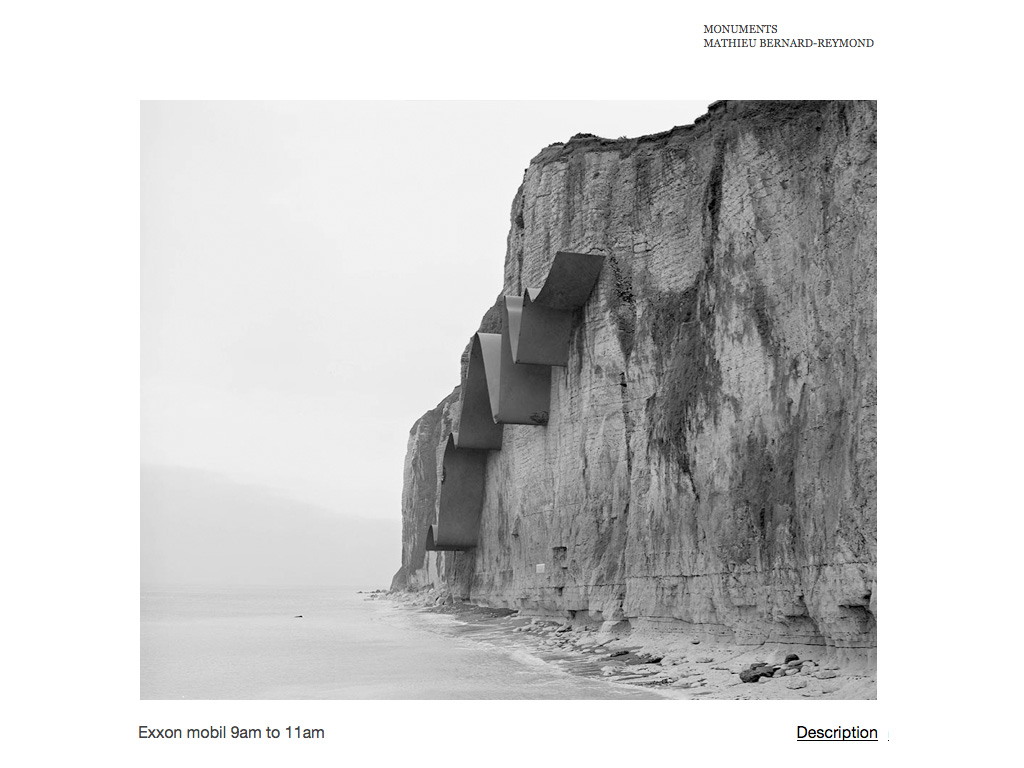 MONUMENTS
MATHIEU BERNARD-REYMOND
Exxon mobil 9am to 11am
Description